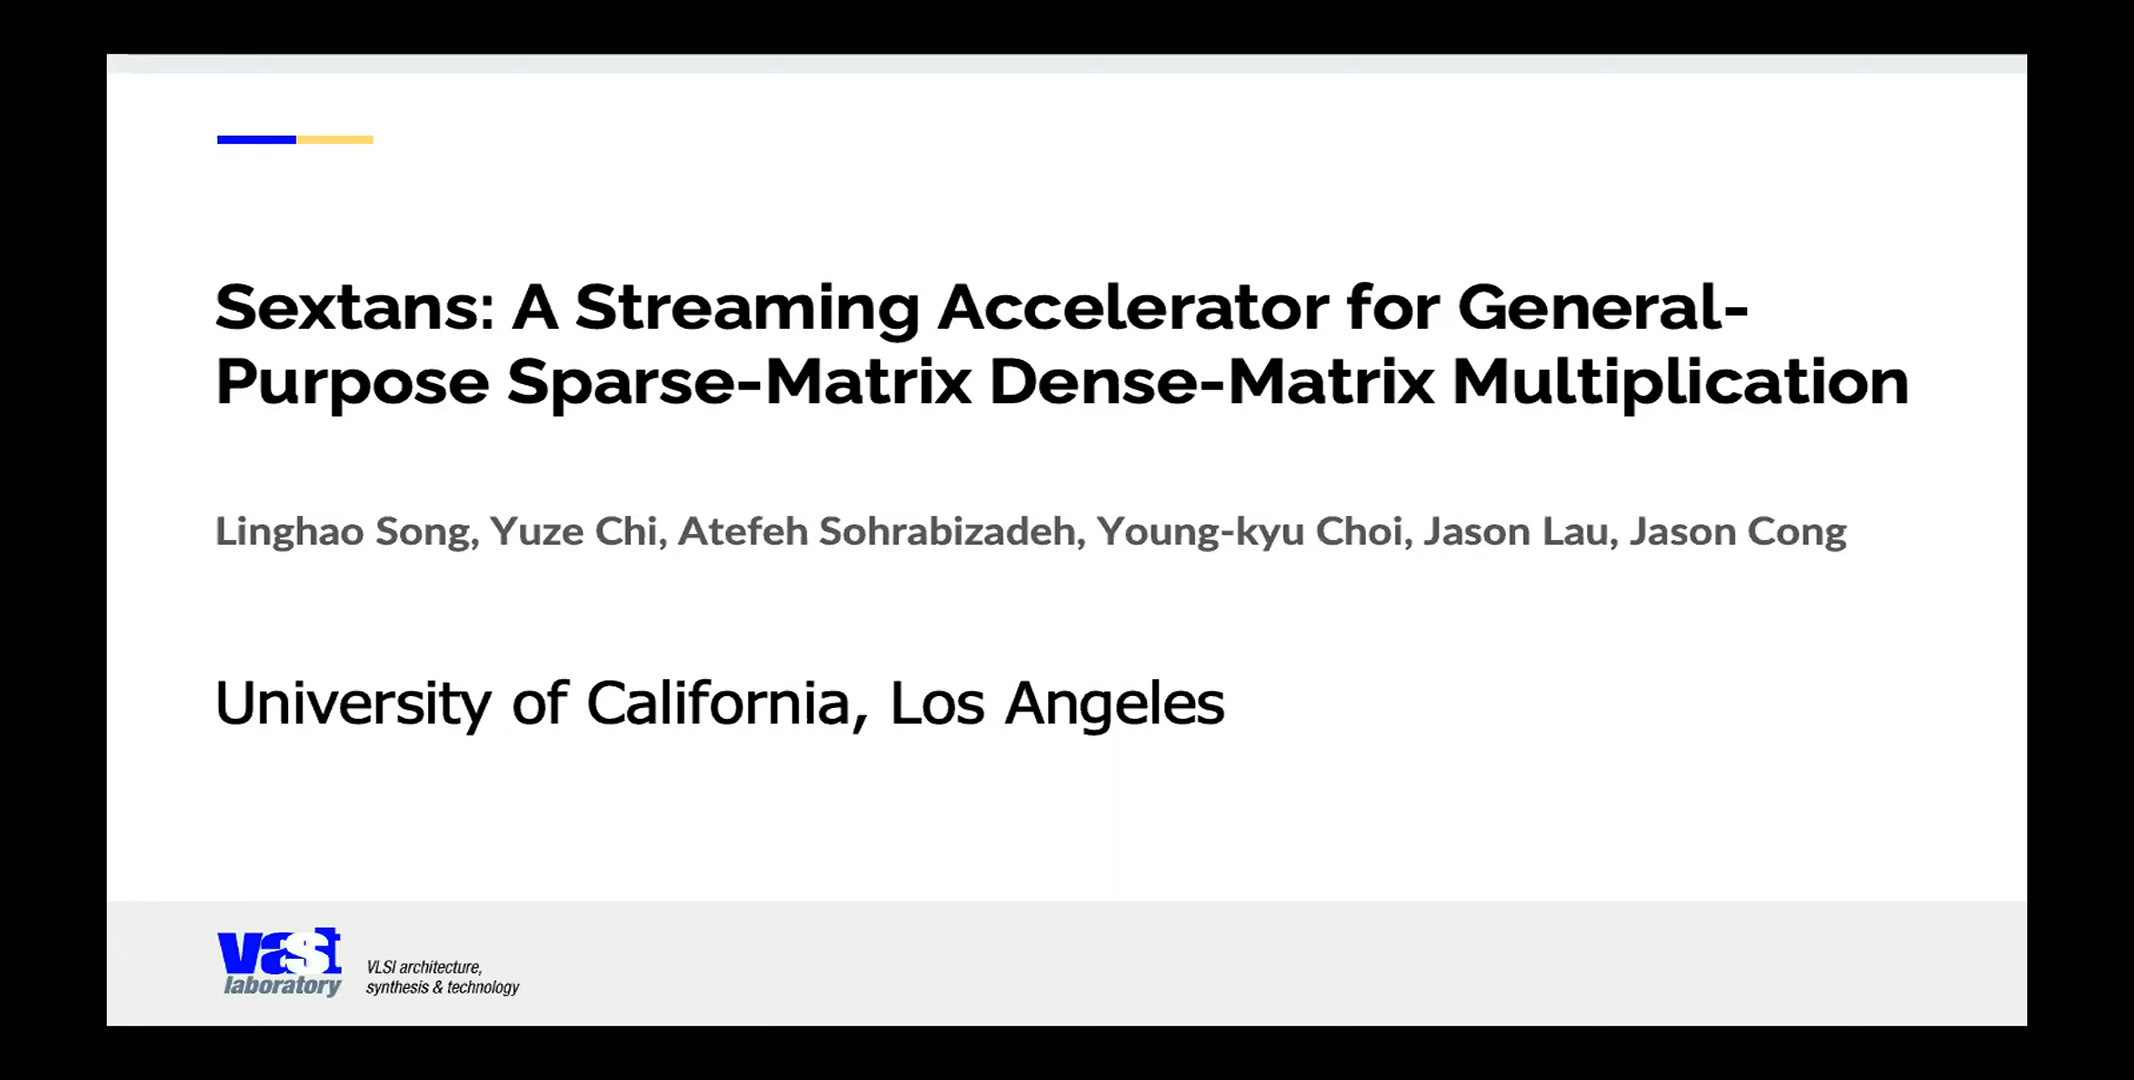 Sextans: A Streaming Accelerator for General-
Purpose Sparse-Matrix Dense-Matrix Multiplication
Linghao Song, Yuze Chi, Atefeh Sohrabizadeh, Young-kyu Choi, Jason Lau, Jason Cong
University of California, Los Angeles
vast
laboratory
VLSI architecture,
synthesis & technology